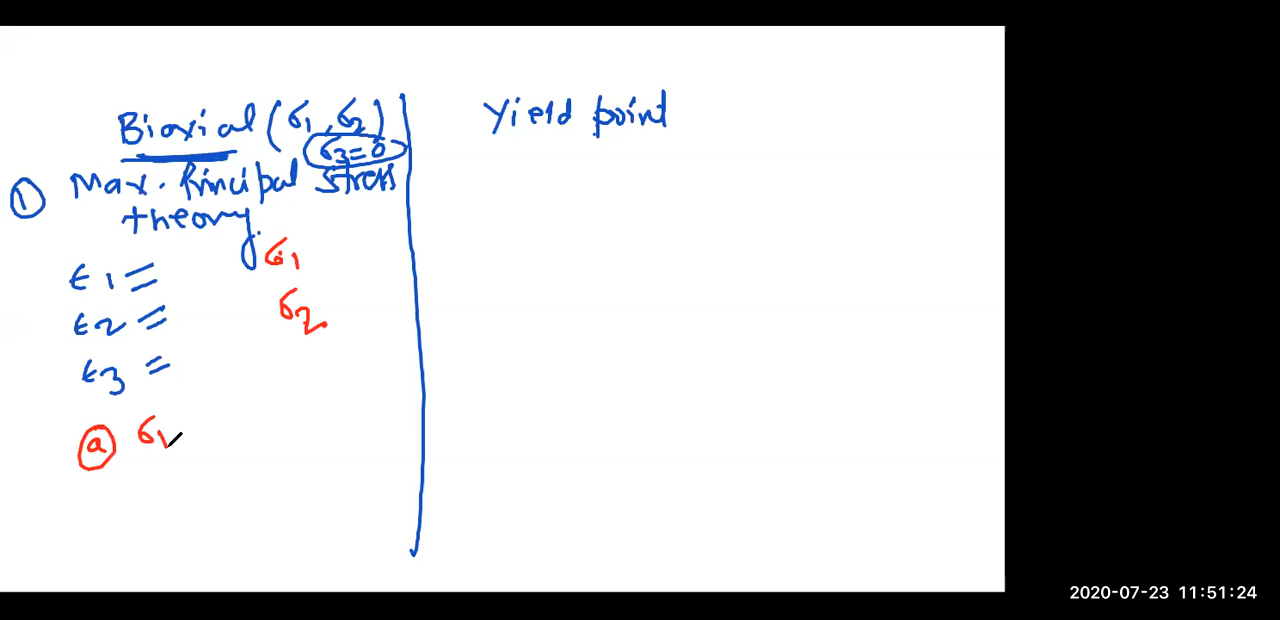 Biaxial (σ1, σ2)
σ3 = 0
① Max. Principal stress
theory.
σ1
ε1 =
σ2
ε2 =
ε3 =
ⓐ σ1
Yield point
2020-07-23 11:51:24